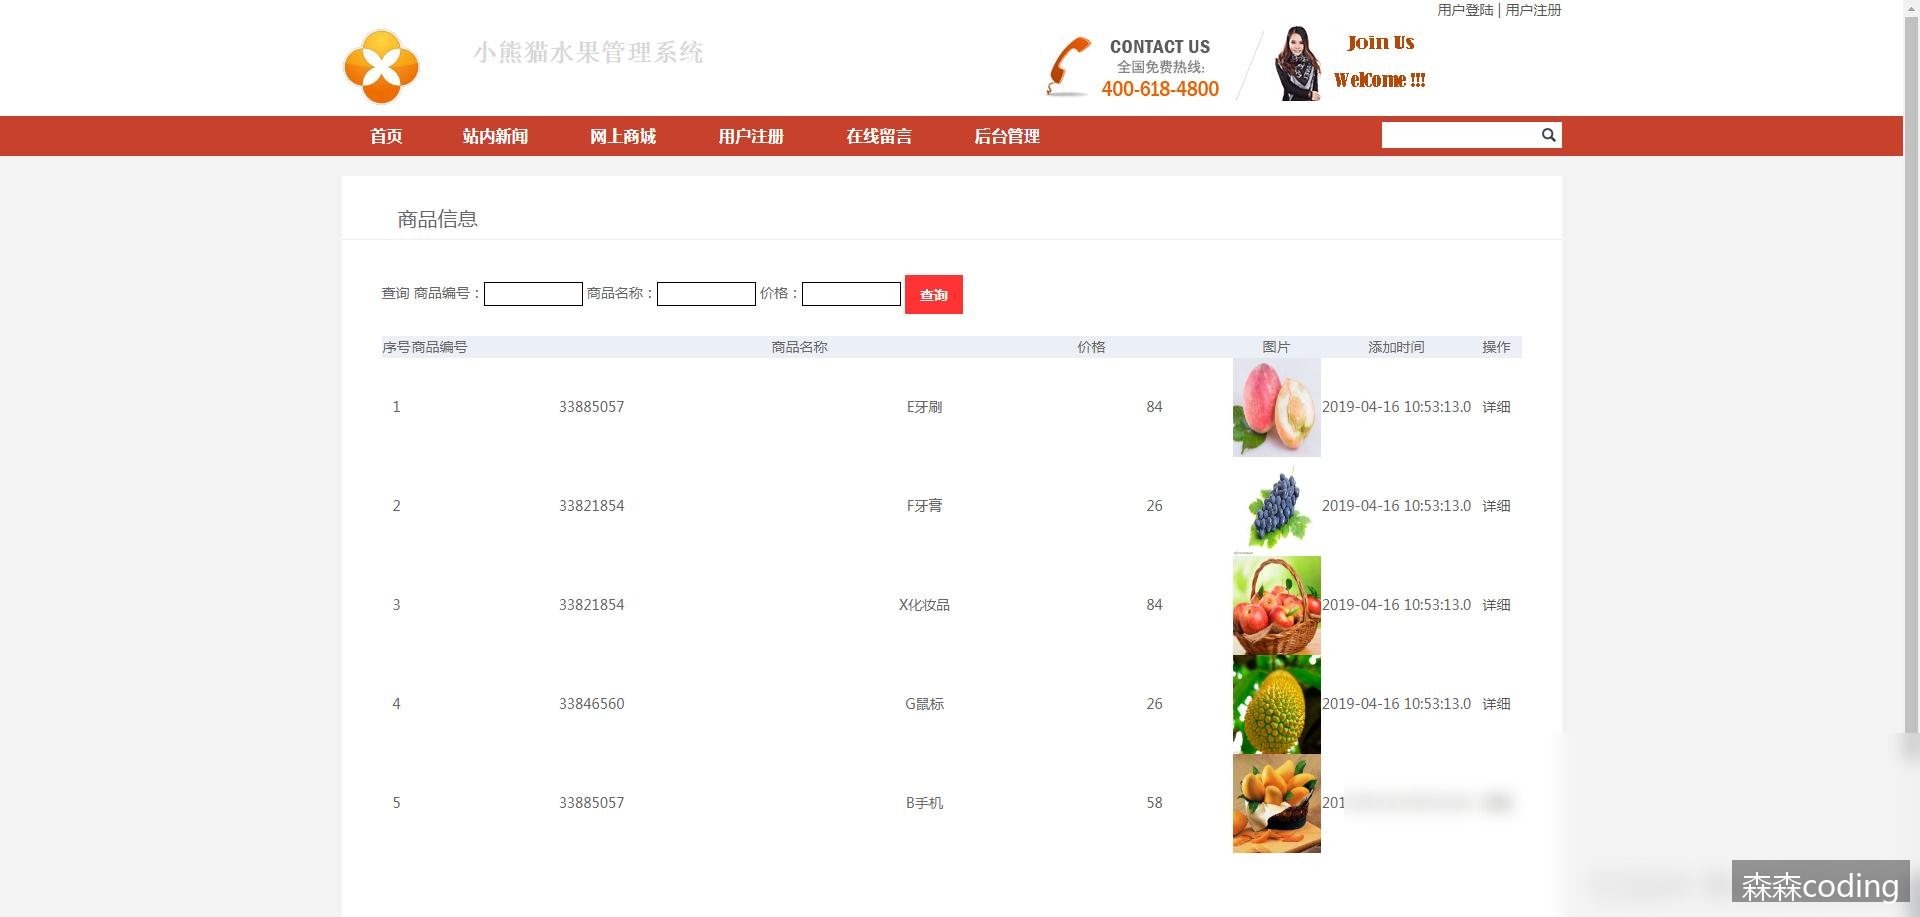 用户登陆 | 用户注册
小熊猫水果管理系统
CONTACT US
全国免费热线:
400-618-4800
Join Us
Welcome !!!
首页 站内新闻 网上商城 用户注册 在线留言 后台管理
商品信息
查询 商品编号： 商品名称： 价格： 查询
序号 商品编号 商品名称 价格 图片 添加时间 操作
1 33885057 E牙刷 84 2019-04-16 10:53:13.0 详细
2 33821854 F牙膏 26 2019-04-16 10:53:13.0 详细
3 33821854 X化妆品 84 2019-04-16 10:53:13.0 详细
4 33846560 G鼠标 26 2019-04-16 10:53:13.0 详细
5 33885057 B手机 58 201
森森coding